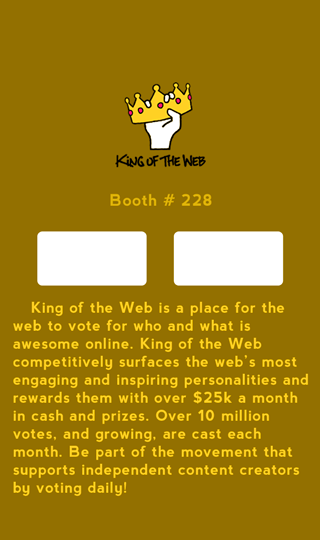 King of the Web
Booth # 228
King of the Web is a place for the
web to vote for who and what is
awesome online. King of the Web
competitively surfaces the web's most
engaging and inspiring personalities and
rewards them with over $25k a month
in cash and prizes. Over 10 million
votes, and growing, are cast each
month. Be part of the movement that
supports independent content creators
by voting daily!